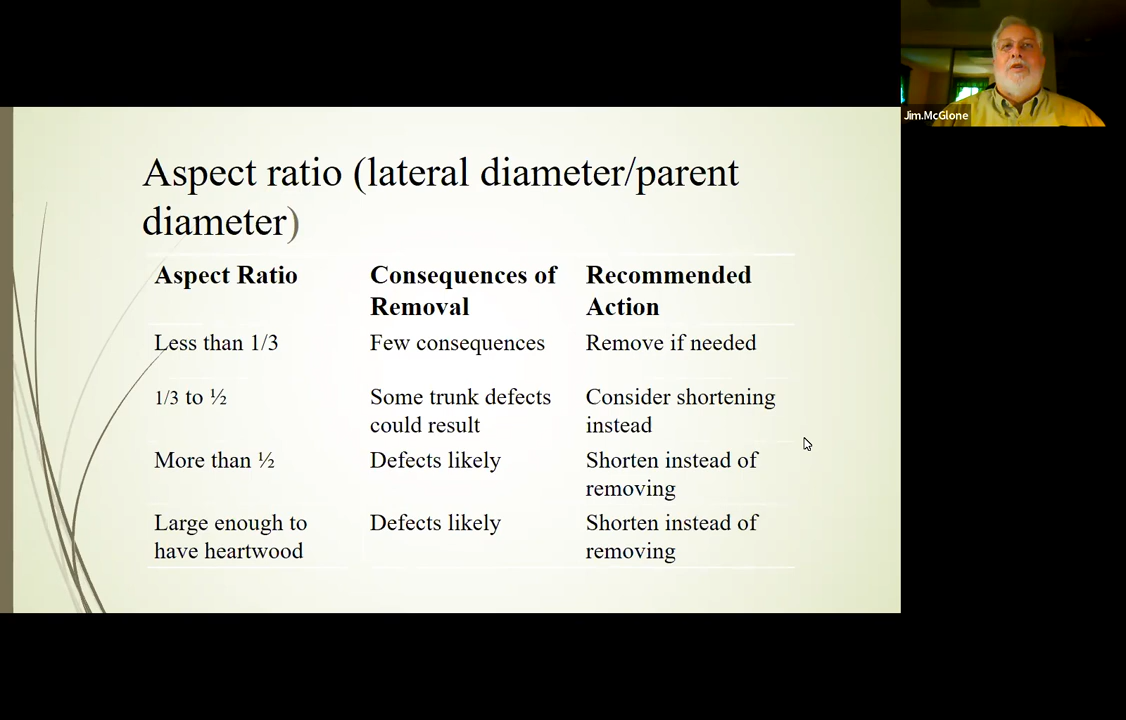 Jim.McGlone
Aspect ratio (lateral diameter/parent
diameter)
Aspect Ratio
Consequences of
Removal
Recommended
Action
Less than 1/3
Few consequences
Remove if needed
1/3 to ½
Some trunk defects
could result
Consider shortening
instead
More than ½
Defects likely
Shorten instead of
removing
Large enough to
have heartwood
Defects likely
Shorten instead of
removing